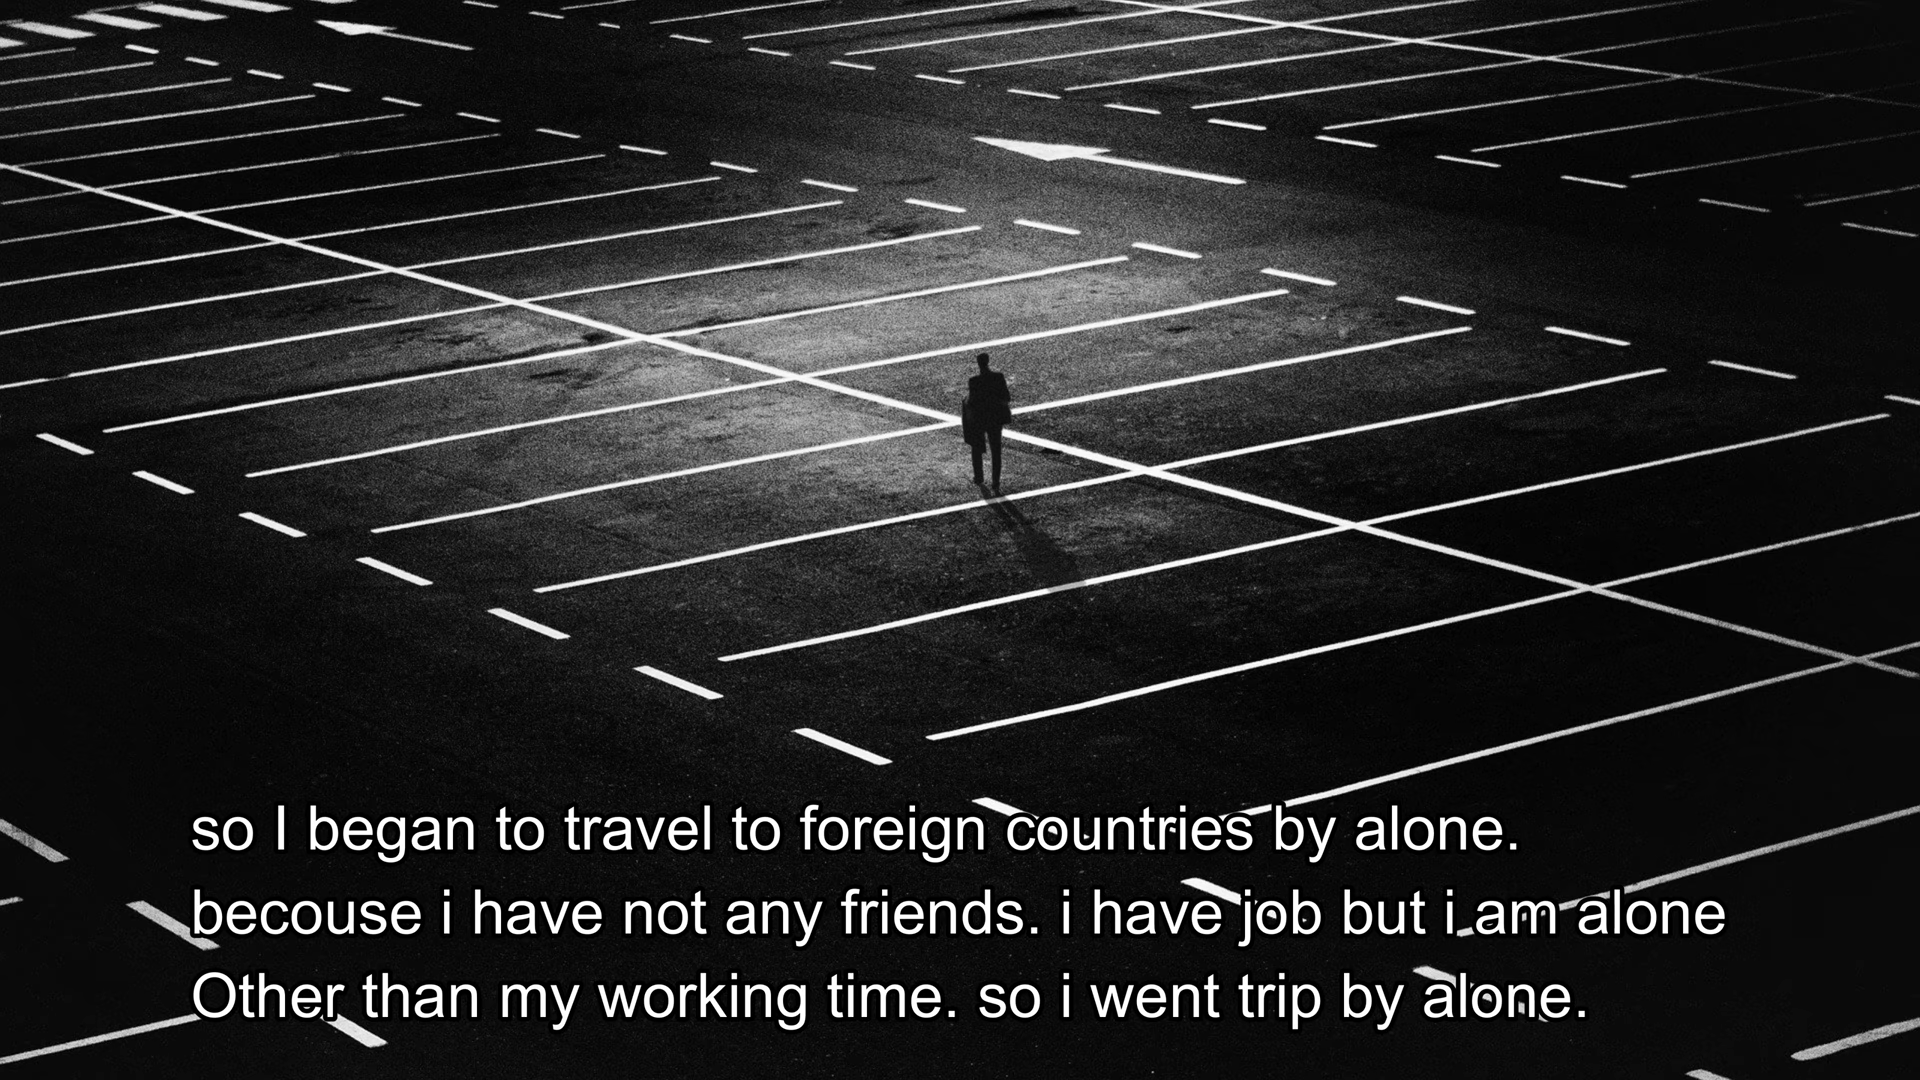 so I began to travel to foreign countries by alone.
becouse i have not any friends. i have job but i am alone
Other than my working time. so i went trip by alone.